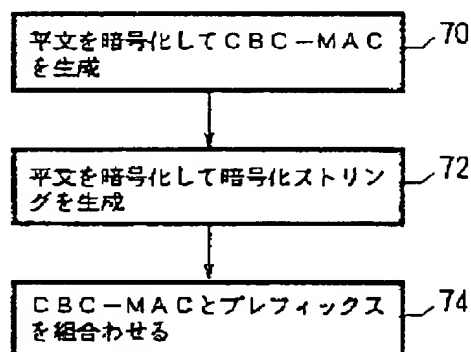 平文を暗号化してCBC-MAC
を生成
70
平文を暗号化して暗号化ストリン
グを生成
72
CBC-MACとプレフィックス
を組合わせる
74